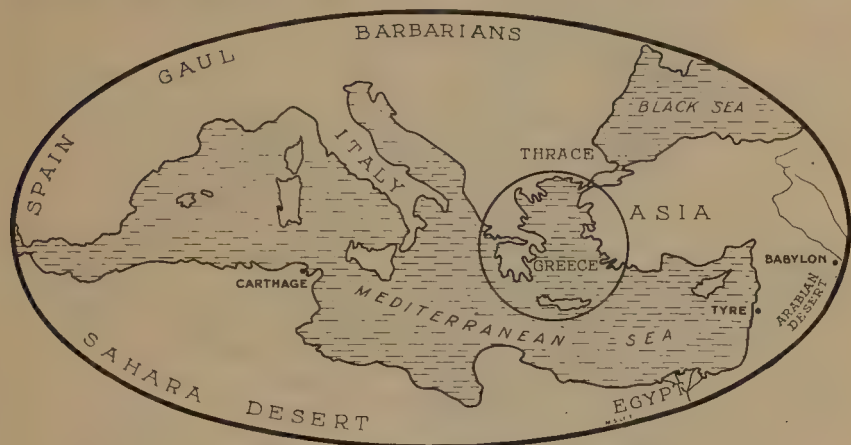 BARBARIANS
GAUL
SPAIN
ITALY
THRACE
BLACK SEA
ASIA
GREECE
CARTHAGE
MEDITERRANEAN SEA
BABYLON
TYRE
ARABIAN
DESERT
SAHARA DESERT
EGYPT